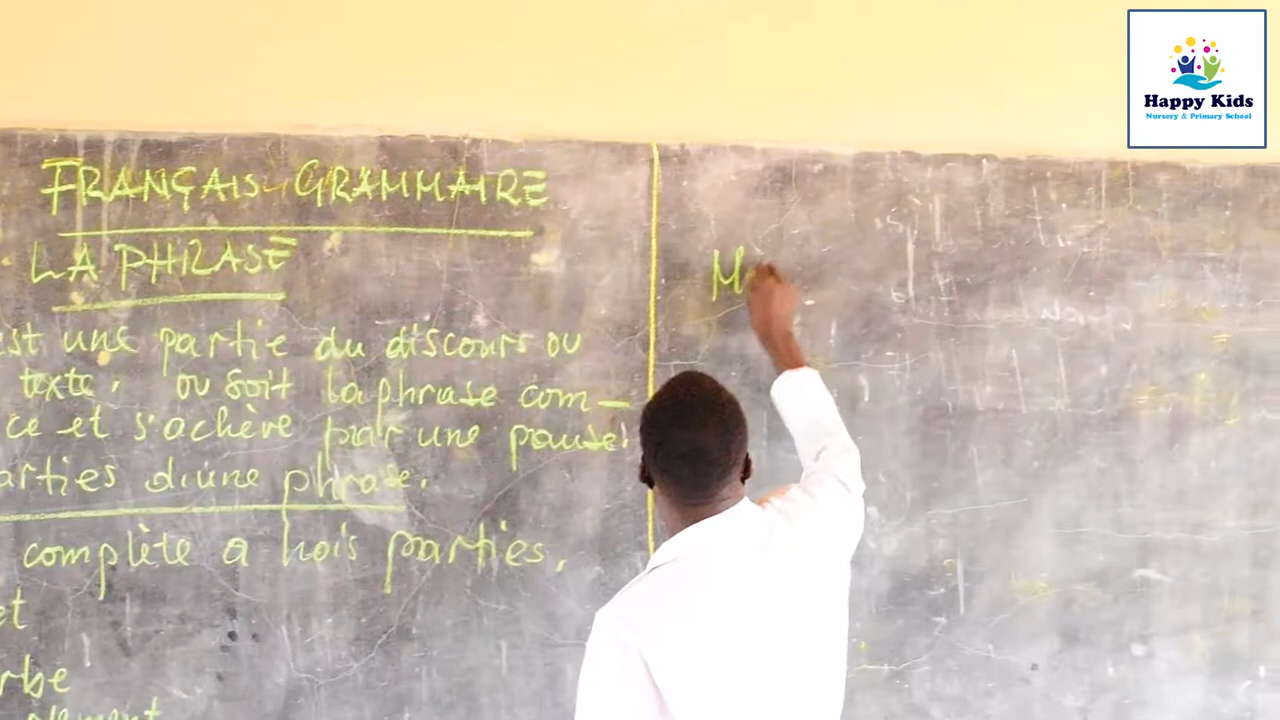 FRANÇAIS-GRAMMAIRE
LA PHRASE
est une partie du discours ou
texte. ou soit la phrase com-
ce et s'achève par une pause.
arties d'une phrase.
complète a trois parties.
et
rbe
plement
M
Happy Kids
Nursery & Primary School